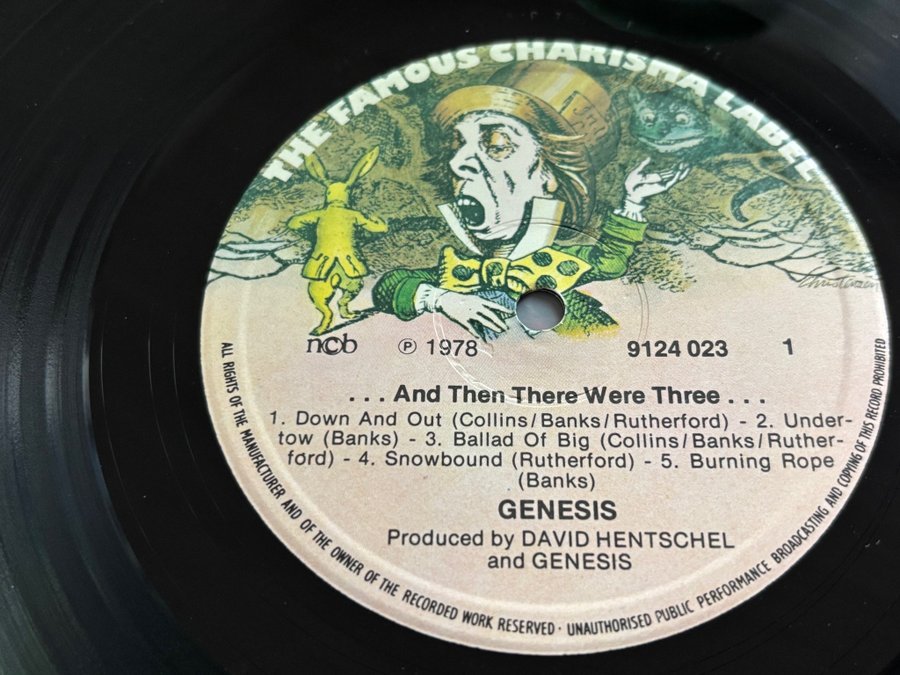 THE FAMOUS CHARISMA LABEL
Christensen
ncb ℗ 1978 9124 023 1
. . . And Then There Were Three . . .
1. Down And Out (Collins/Banks/Rutherford) - 2. Under-
tow (Banks) - 3. Ballad Of Big (Collins/Banks/Ruther-
ford) - 4. Snowbound (Rutherford) - 5. Burning Rope
(Banks)
GENESIS
Produced by DAVID HENTSCHEL
and GENESIS
ALL RIGHTS OF THE MANUFACTURER AND OF THE OWNER OF THE RECORDED WORK RESERVED · UNAUTHORISED PUBLIC PERFORMANCE BROADCASTING AND COPYING OF THIS RECORD PROHIBITED